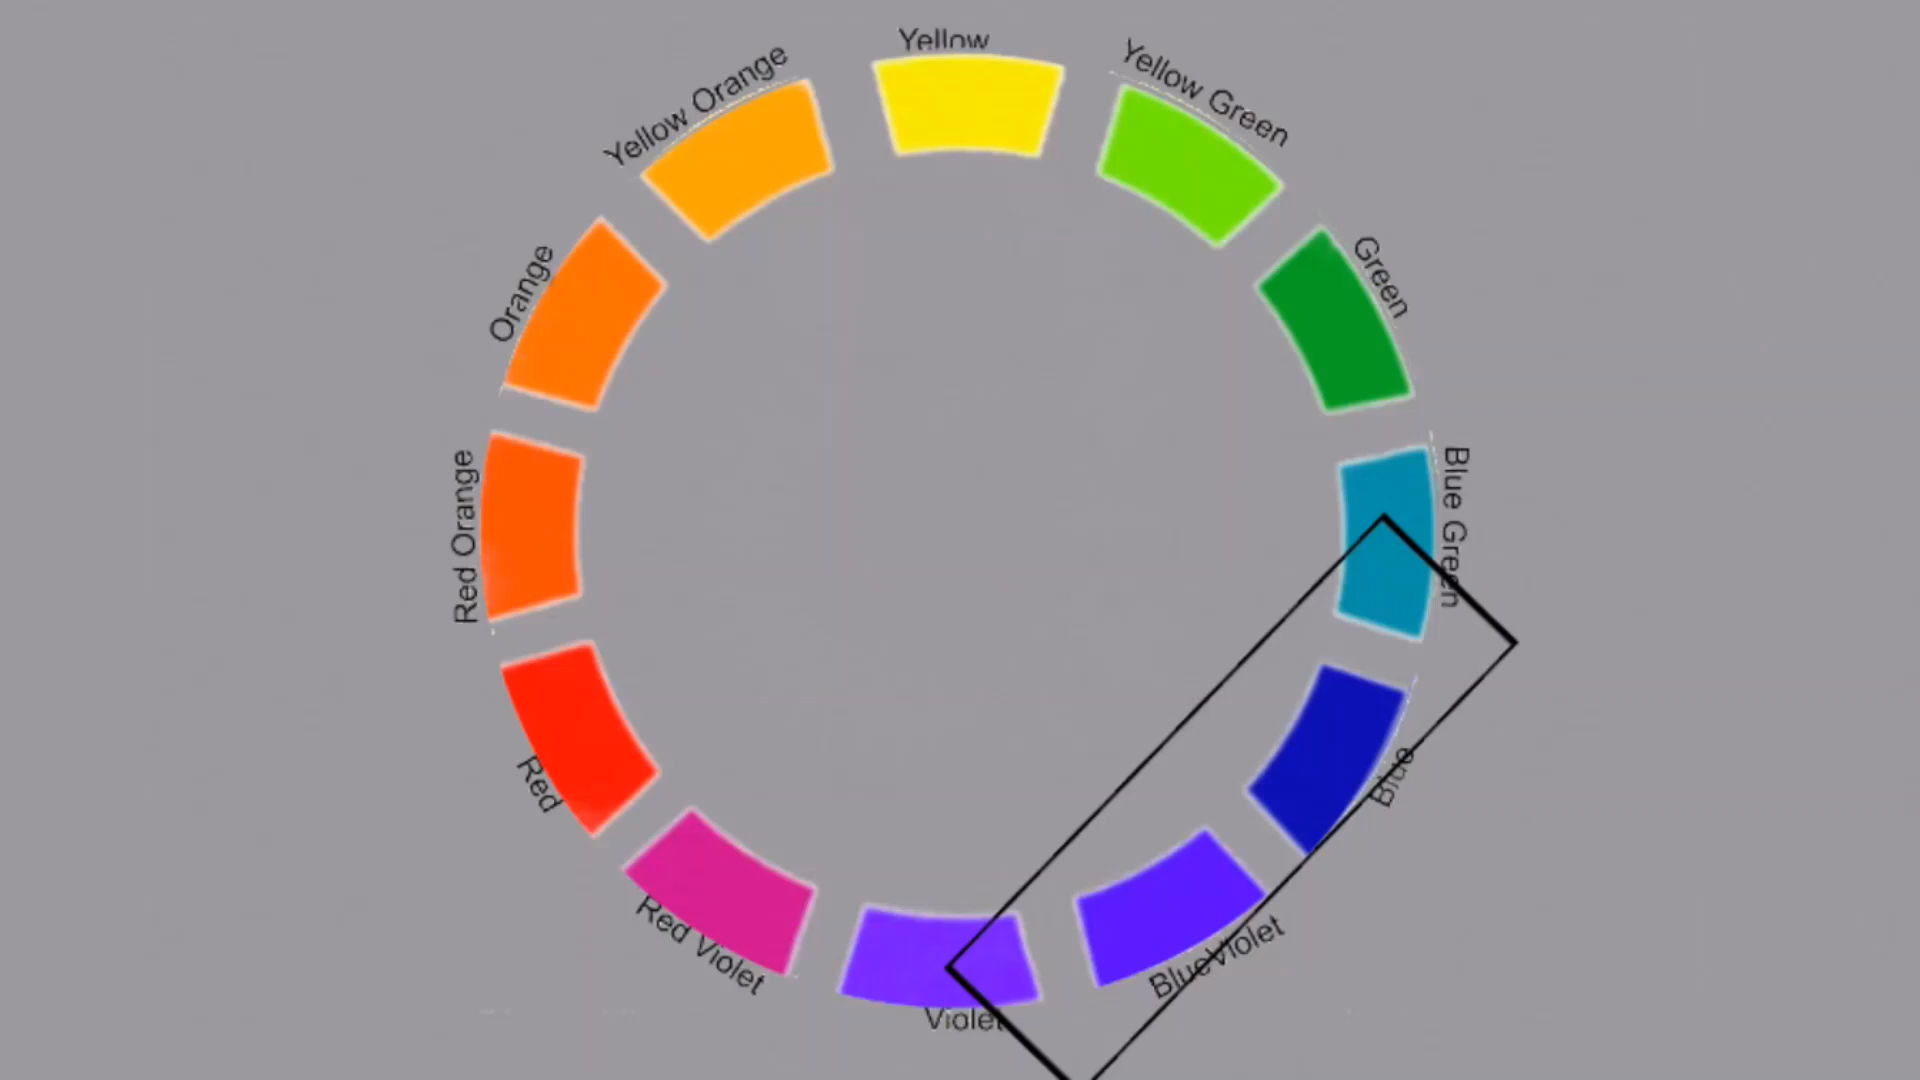 Yellow
Yellow Green
Green
Blue Green
Blue
BlueViolet
Violet
Red Violet
Red
Red Orange
Orange
Yellow Orange